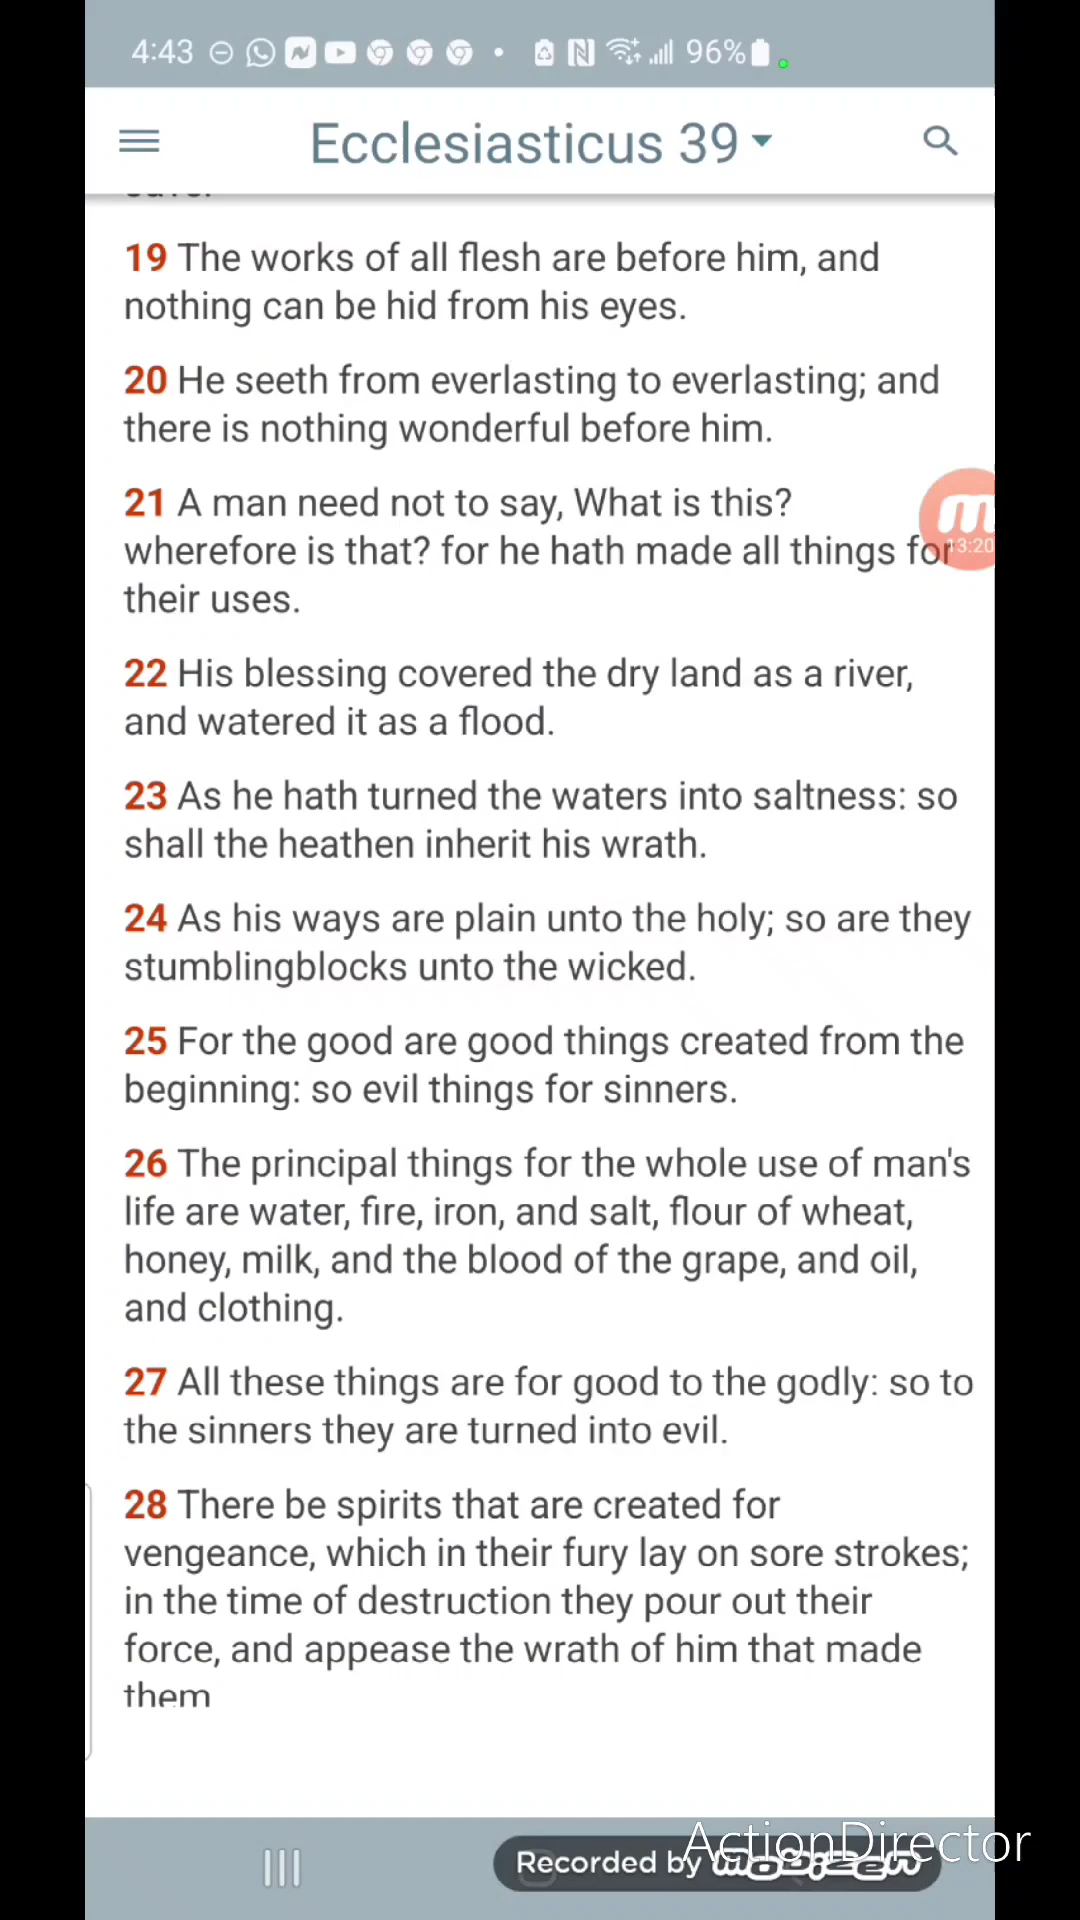 4:43 96%
Ecclesiasticus 39
19 The works of all flesh are before him, and
nothing can be hid from his eyes.
20 He seeth from everlasting to everlasting; and
there is nothing wonderful before him.
21 A man need not to say, What is this?
wherefore is that? for he hath made all things for
their uses.
13:20
22 His blessing covered the dry land as a river,
and watered it as a flood.
23 As he hath turned the waters into saltness: so
shall the heathen inherit his wrath.
24 As his ways are plain unto the holy; so are they
stumblingblocks unto the wicked.
25 For the good are good things created from the
beginning: so evil things for sinners.
26 The principal things for the whole use of man's
life are water, fire, iron, and salt, flour of wheat,
honey, milk, and the blood of the grape, and oil,
and clothing.
27 All these things are for good to the godly: so to
the sinners they are turned into evil.
28 There be spirits that are created for
vengeance, which in their fury lay on sore strokes;
in the time of destruction they pour out their
force, and appease the wrath of him that made
them
ActionDirector
Recorded by mobizen